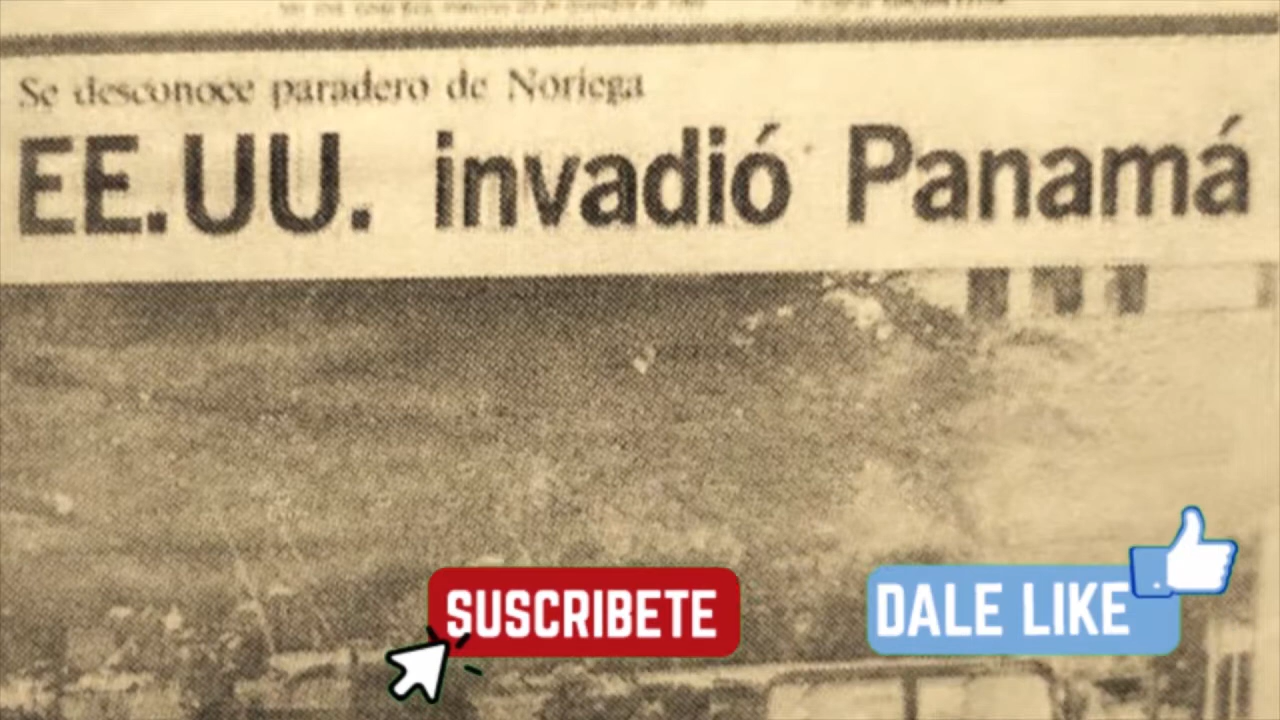 Se desconoce paradero de Noriega
EE.UU. invadió Panamá
SUSCRIBETE
DALE LIKE